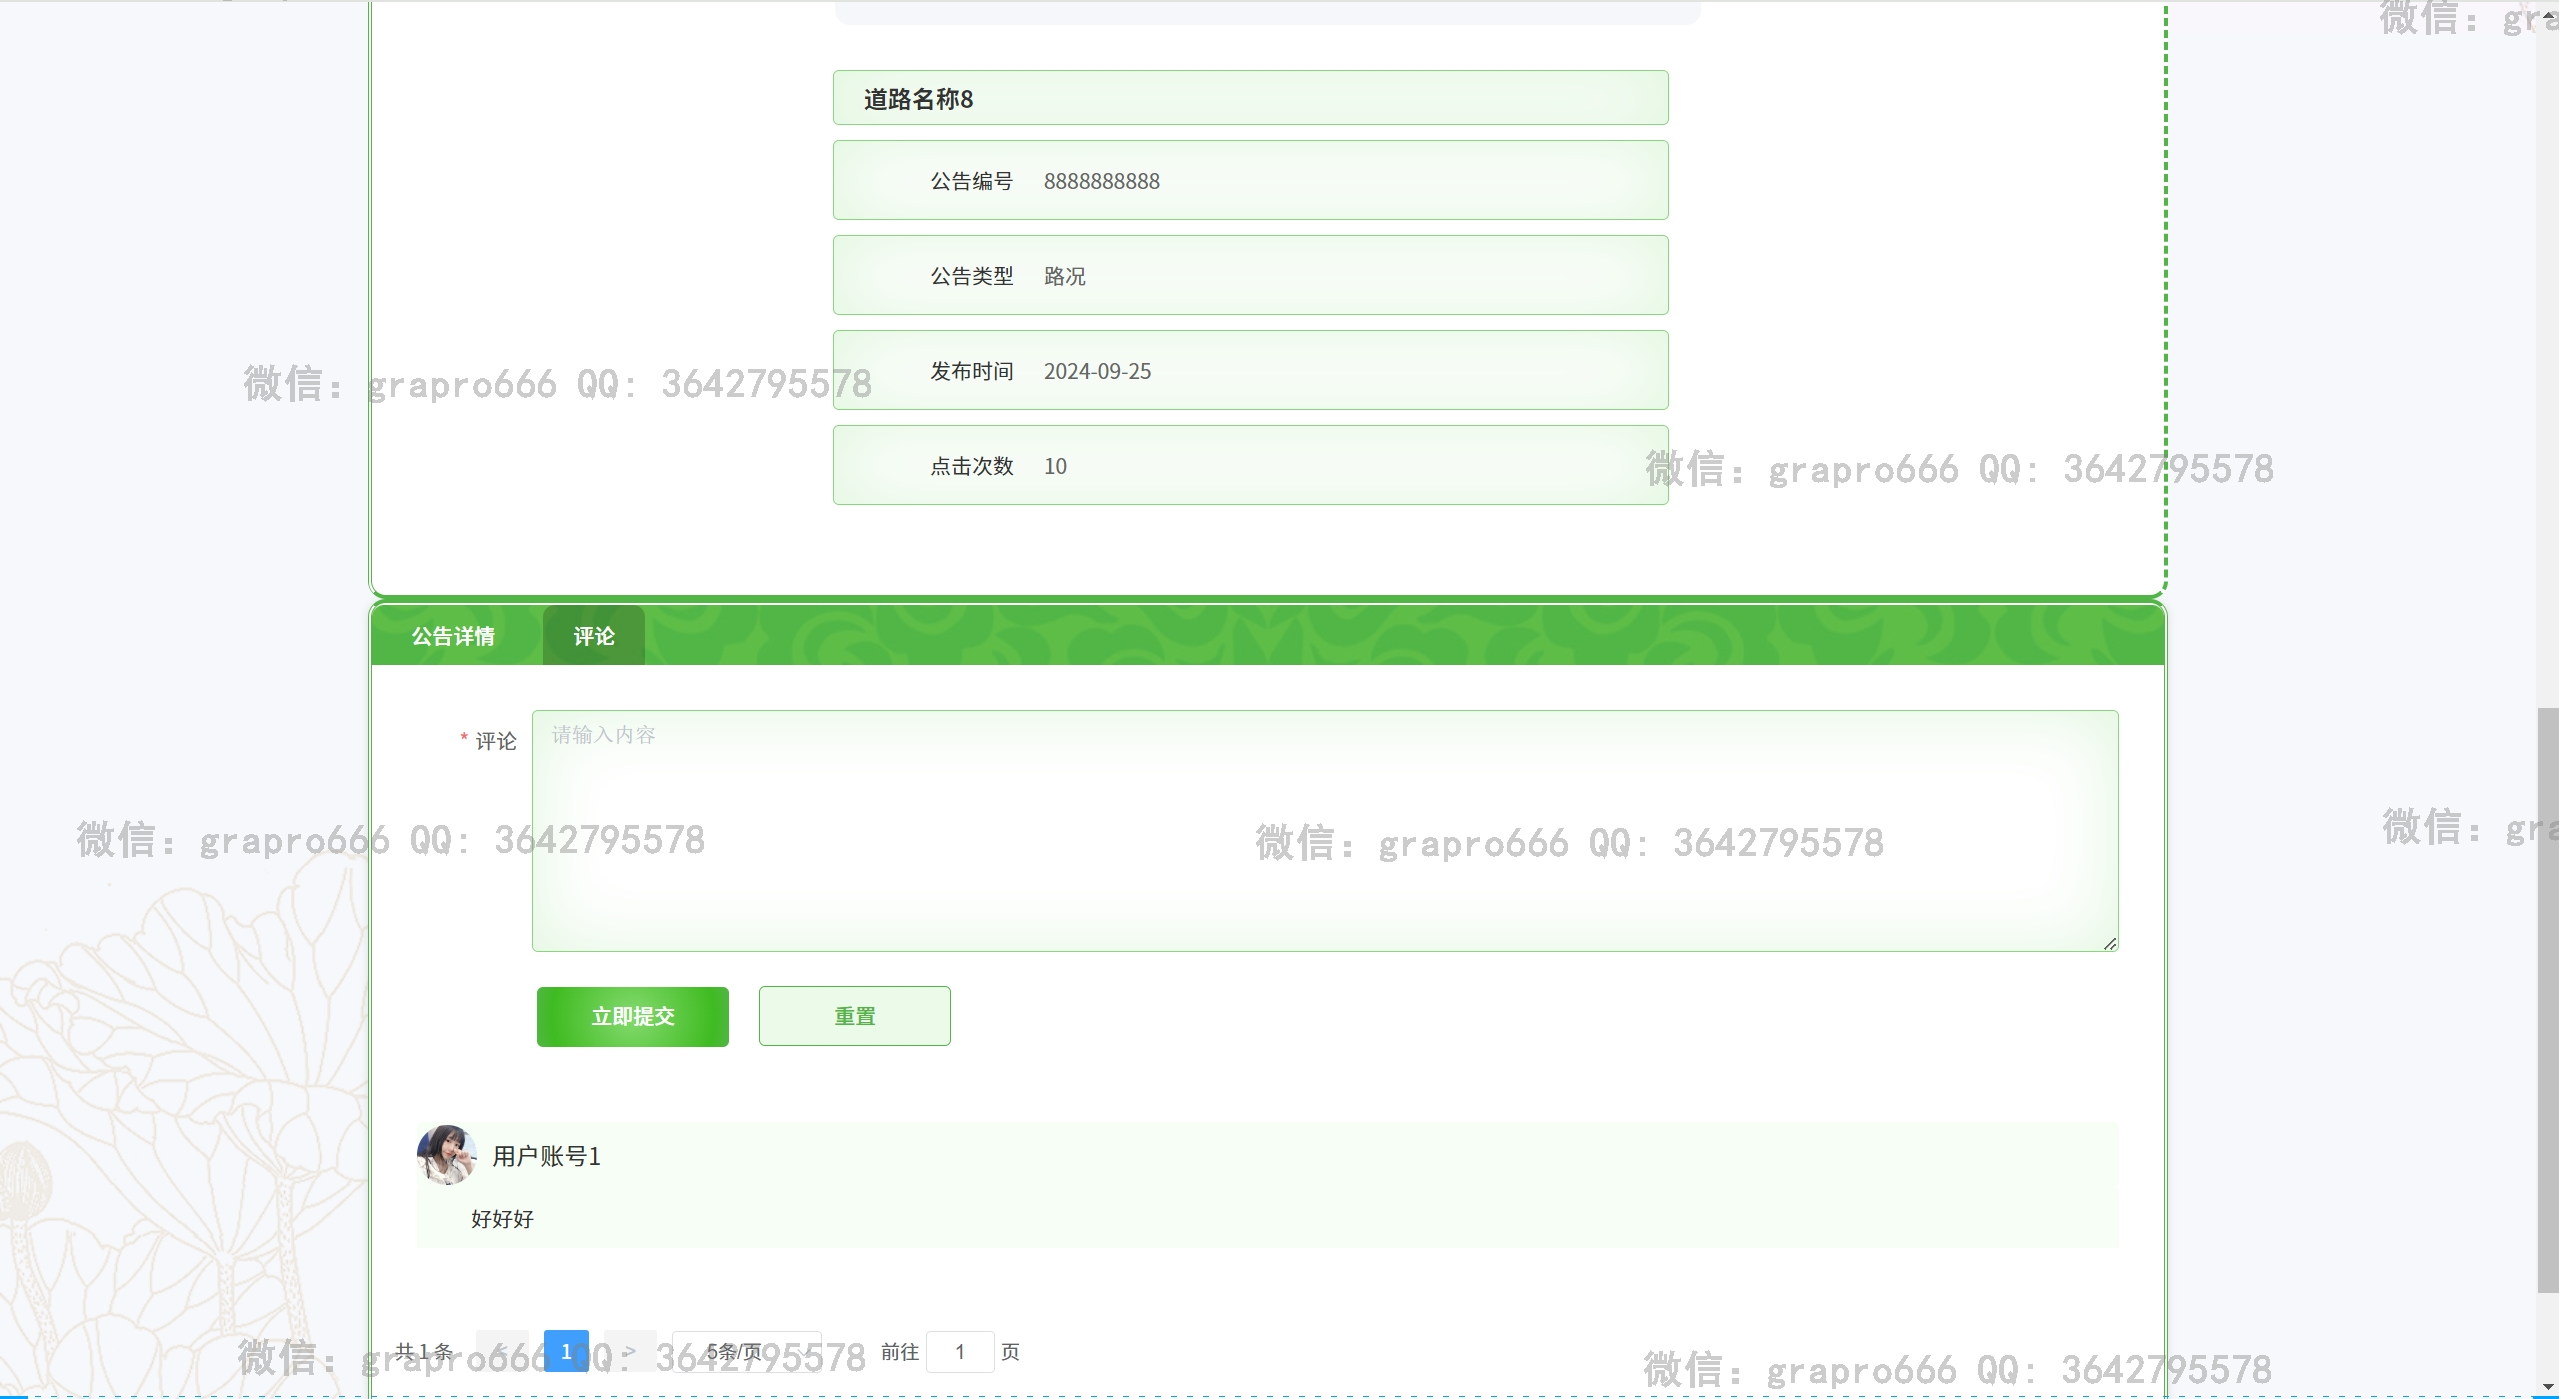 微信: gra
道路名称8
公告编号 8888888888
公告类型 路况
发布时间 2024-09-25
微信: grapro666 QQ: 3642795578
点击次数 10
微信: grapro666 QQ: 3642795578
公告详情 评论
* 评论 请输入内容
微信: grapro666 QQ: 3642795578
微信: grapro666 QQ: 3642795578
微信: gra
立即提交 重置
用户账号1
好好好
共 1 条 < 1 > 5条/页 前往 1 页
微信: grapro666 QQ: 3642795578
微信: grapro666 QQ: 3642795578